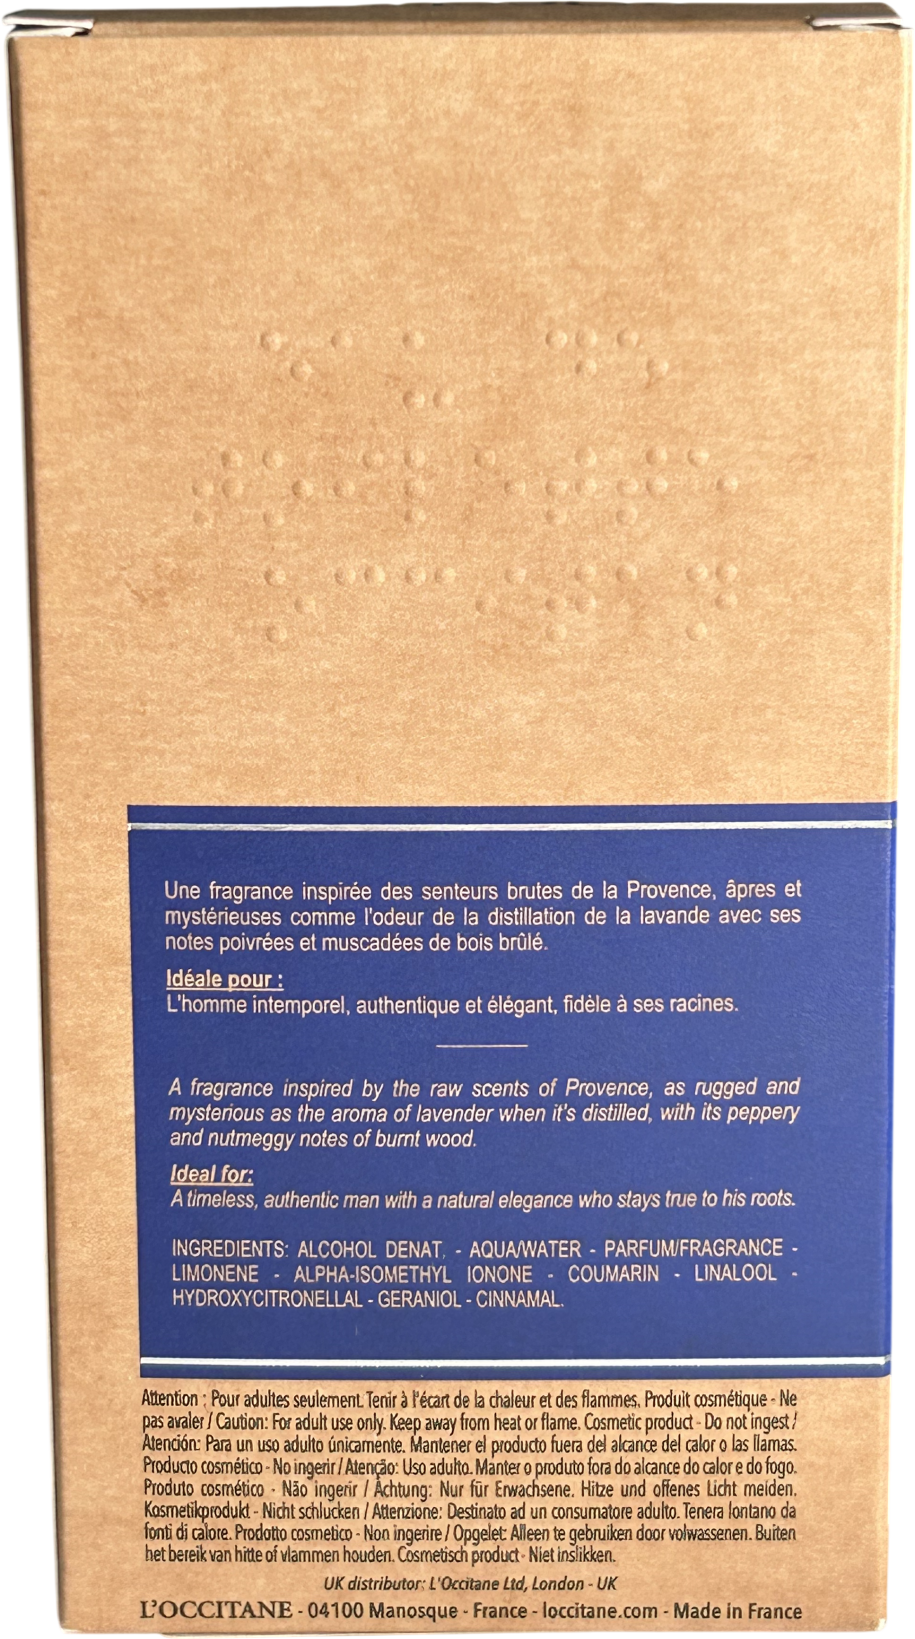 Une fragrance inspirée des senteurs brutes de la Provence, âpres et
mystérieuses comme l'odeur de la distillation de la lavande avec ses
notes poivrées et muscadées de bois brûlé.
Idéale pour :
L'homme intemporel, authentique et élégant, fidèle à ses racines.
A fragrance inspired by the raw scents of Provence, as rugged and
mysterious as the aroma of lavender when it's distilled, with its peppery
and nutmeggy notes of burnt wood.
Ideal for:
A timeless, authentic man with a natural elegance who stays true to his roots.
INGREDIENTS: ALCOHOL DENAT. - AQUA/WATER - PARFUM/FRAGRANCE -
LIMONENE - ALPHA-ISOMETHYL IONONE - COUMARIN - LINALOOL -
HYDROXYCITRONELLAL - GERANIOL - CINNAMAL.
Attention : Pour adultes seulement. Tenir à l'écart de la chaleur et des flammes. Produit cosmétique - Ne
pas avaler / Caution: For adult use only. Keep away from heat or flame. Cosmetic product - Do not ingest /
Atención: Para un uso adulto únicamente. Mantener el producto fuera del alcance del calor o las llamas.
Producto cosmético - No ingerir / Atenção: Uso adulto. Manter o produto fora do alcance do calor e do fogo.
Produto cosmético - Não ingerir / Achtung: Nur für Erwachsene. Hitze und offenes Licht meiden.
Kosmetikprodukt - Nicht schlucken / Attenzione: Destinato ad un consumatore adulto. Tenera lontano da
fonti di calore. Prodotto cosmetico - Non ingerire / Opgelet: Alleen te gebruiken door volwassenen. Buiten
het bereik van hitte of vlammen houden. Cosmetisch product - Niet inslikken.
UK distributor: L'Occitane Ltd, London - UK
L'OCCITANE - 04100 Manosque - France - loccitane.com - Made in France